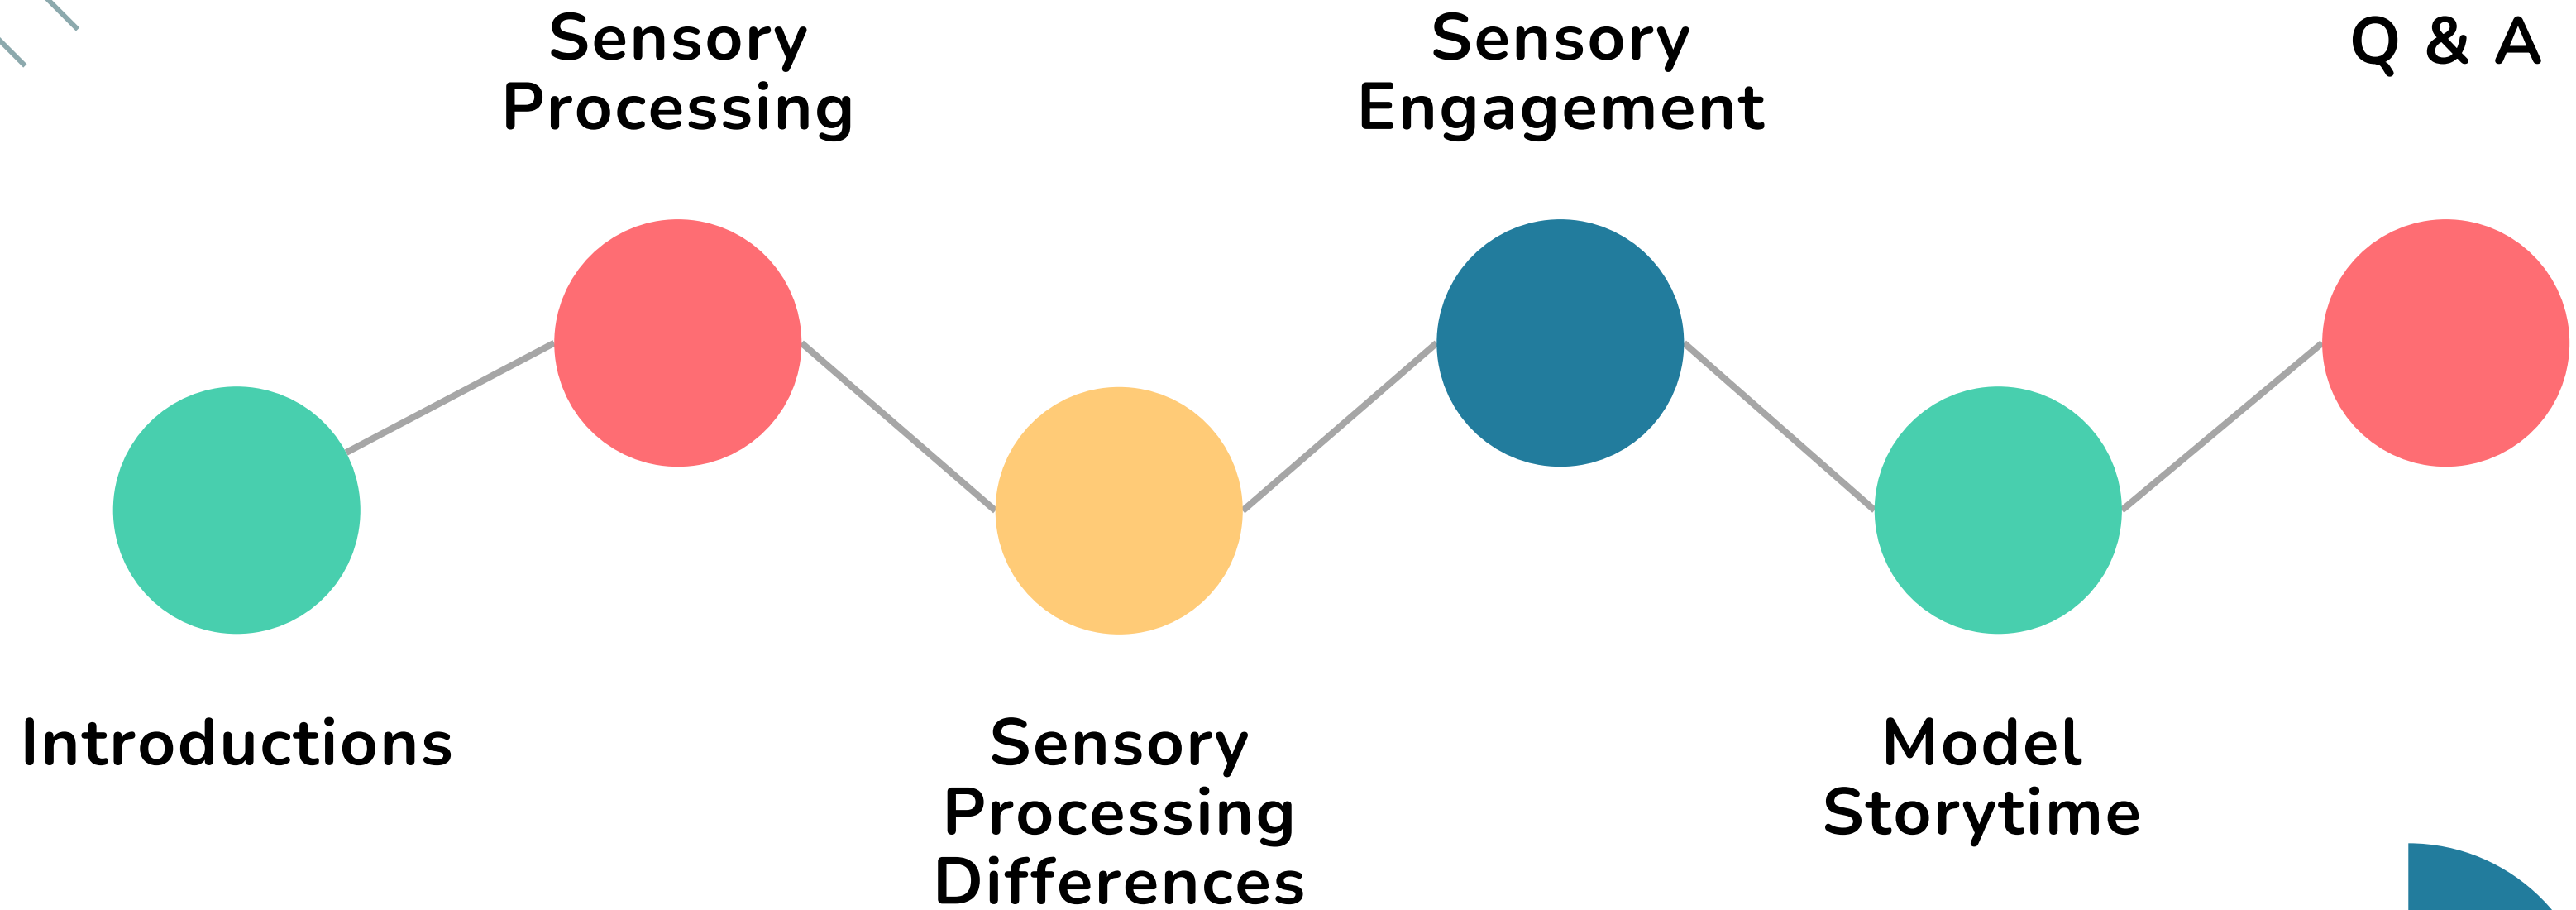 Introductions
Sensory
Processing
Sensory
Processing
Differences
Sensory
Engagement
Model
Storytime
Q & A